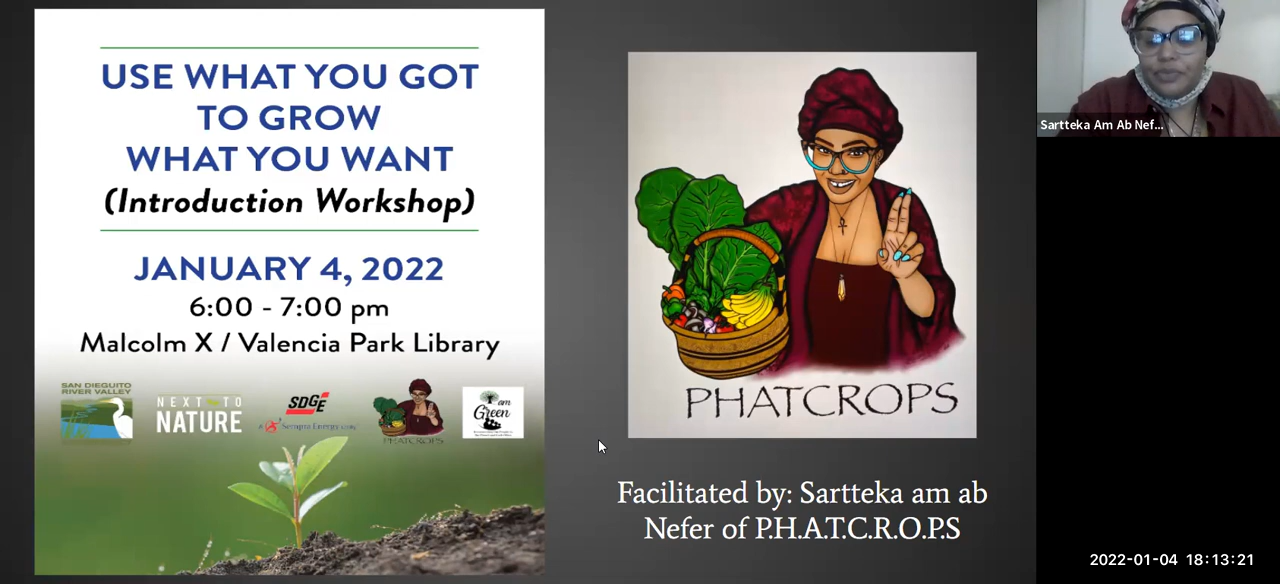 USE WHAT YOU GOT
TO GROW
WHAT YOU WANT
(Introduction Workshop)
JANUARY 4, 2022
6:00 - 7:00 pm
Malcolm X / Valencia Park Library
SAN DIEGUITO
RIVER VALLEY
NEXT TO
NATURE
SDGE
A Sempra Energy utility
PHATCROPS
am
Green
PHATCROPS
Facilitated by: Sartteka am ab
Nefer of P.H.A.T.C.R.O.P.S
Sartteka Am Ab Nef...
2022-01-04 18:13:21